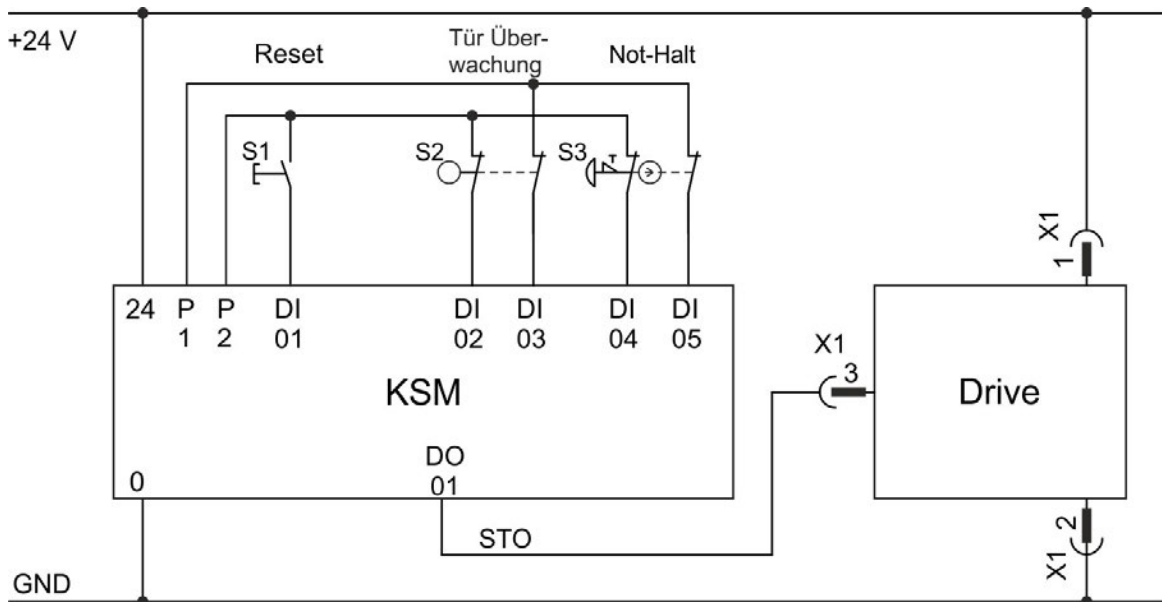 +24 V
Reset
Tür Über-
wachung
Not-Halt
S1
S2
S3
24
P
1
P
2
DI
01
DI
02
DI
03
DI
04
DI
05
KSM
0
DO
01
STO
X1
3
X1
1
Drive
2
X1
GND